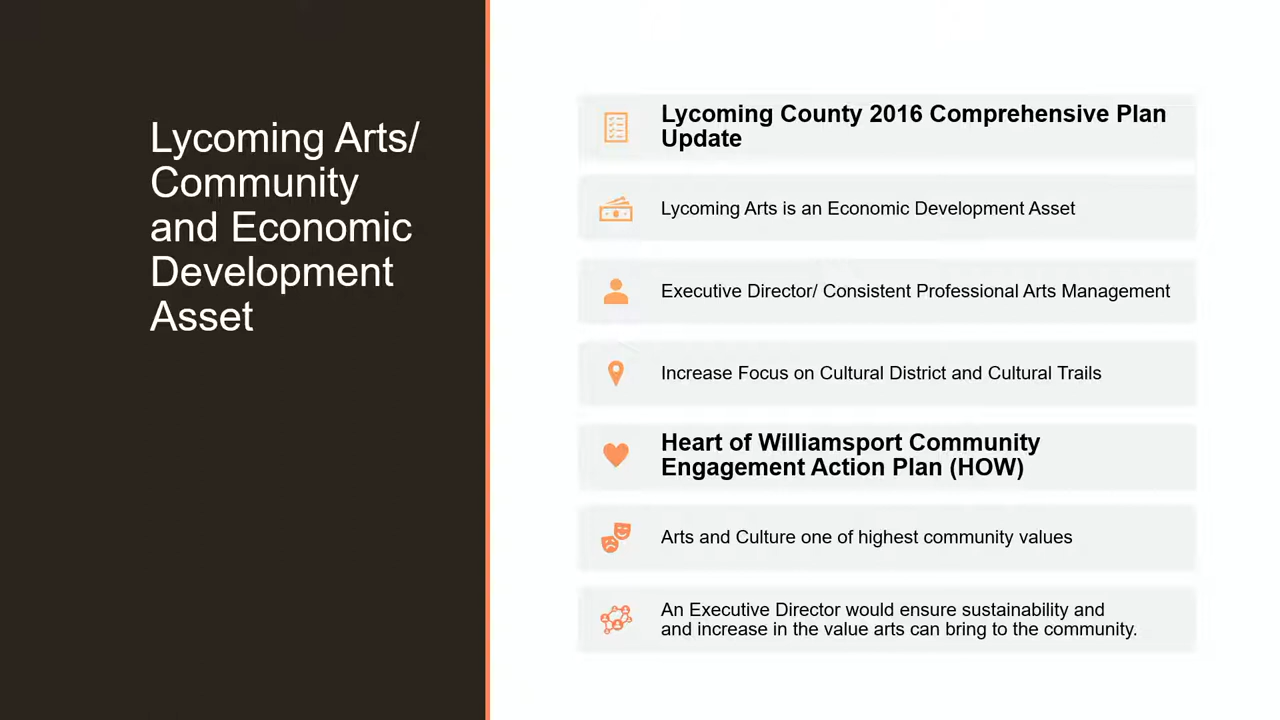 Lycoming Arts/
Community
and Economic
Development
Asset
Lycoming County 2016 Comprehensive Plan
Update
Lycoming Arts is an Economic Development Asset
Executive Director/ Consistent Professional Arts Management
Increase Focus on Cultural District and Cultural Trails
Heart of Williamsport Community
Engagement Action Plan (HOW)
Arts and Culture one of highest community values
An Executive Director would ensure sustainability and
and increase in the value arts can bring to the community.